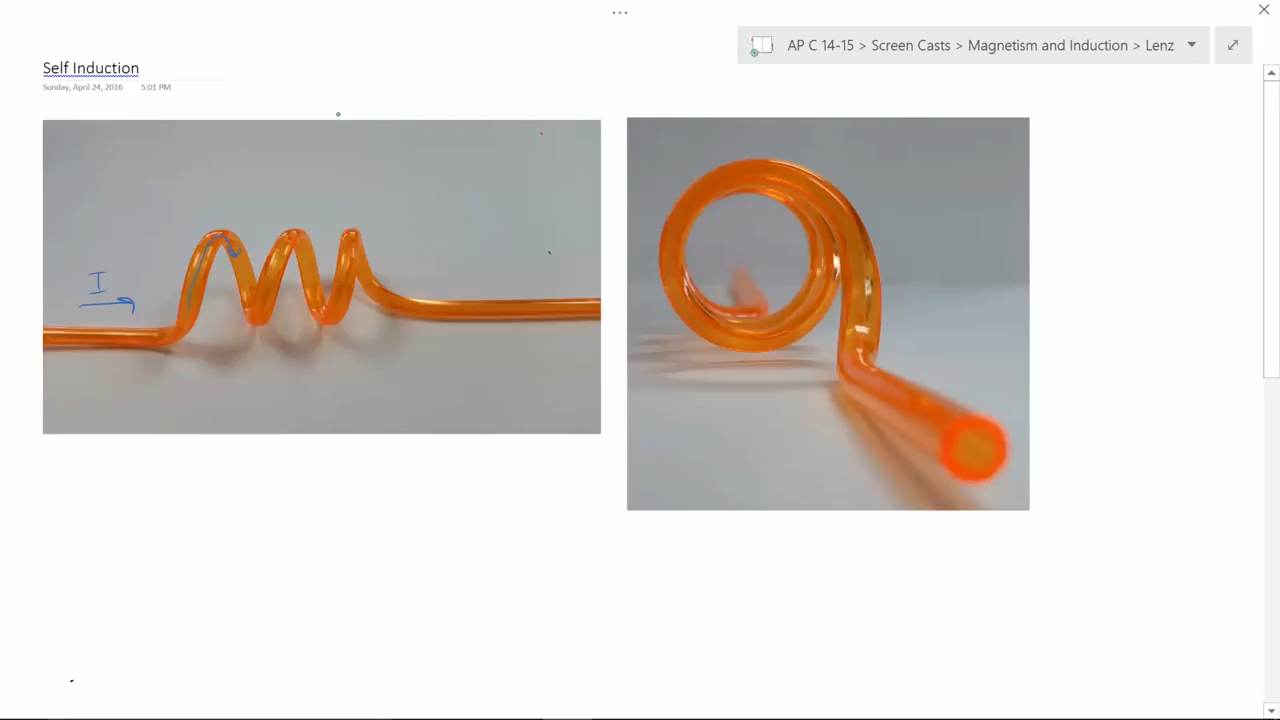 AP C 14-15 > Screen Casts > Magnetism and Induction > Lenz
Self Induction
Sunday, April 24, 2016 5:01 PM
I